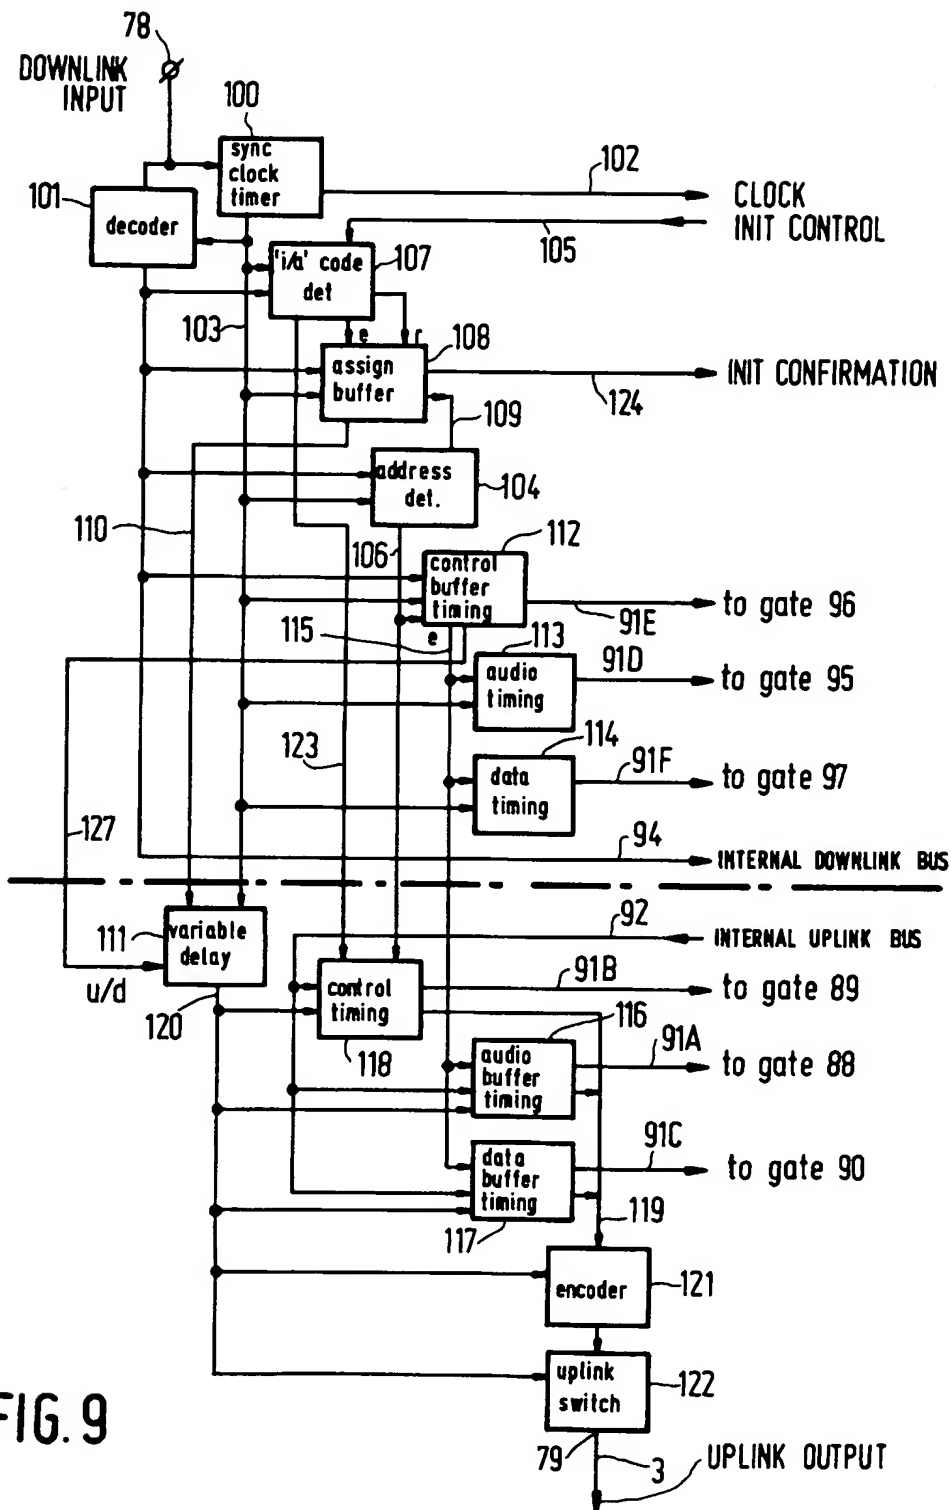 78
DOWNLINK
INPUT
100
sync
clock
timer
102
CLOCK
101
decoder
INIT CONTROL
105
'i/a' code
det
107
103
e
r
108
assign
buffer
INIT CONFIRMATION
124
109
address
det.
104
110
106
112
control
buffer
timing
91E
to gate 96
115
e
113
audio
timing
91D
to gate 95
123
114
data
timing
91F
to gate 97
127
94
INTERNAL DOWNLINK BUS
92
INTERNAL UPLINK BUS
111
variable
delay
u/d
120
control
timing
118
91B
to gate 89
116
audio
buffer
timing
91A
to gate 88
data
buffer
timing
117
91C
to gate 90
119
encoder
121
uplink
switch
122
FIG. 9
79
3
UPLINK OUTPUT